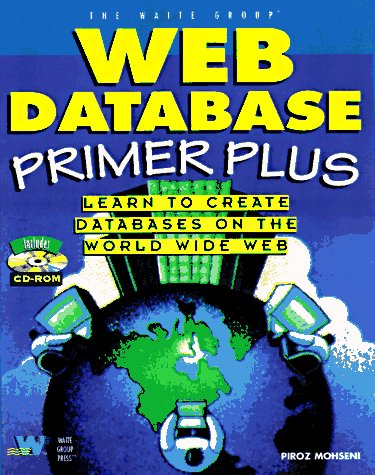 THE WAITE GROUP®
WEB
DATABASE
PRIMER PLUS
LEARN TO CREATE
DATABASES ON THE
WORLD WIDE WEB
Includes
CD-ROM
W
WAITE
GROUP
PRESS™
PIROZ MOHSENI